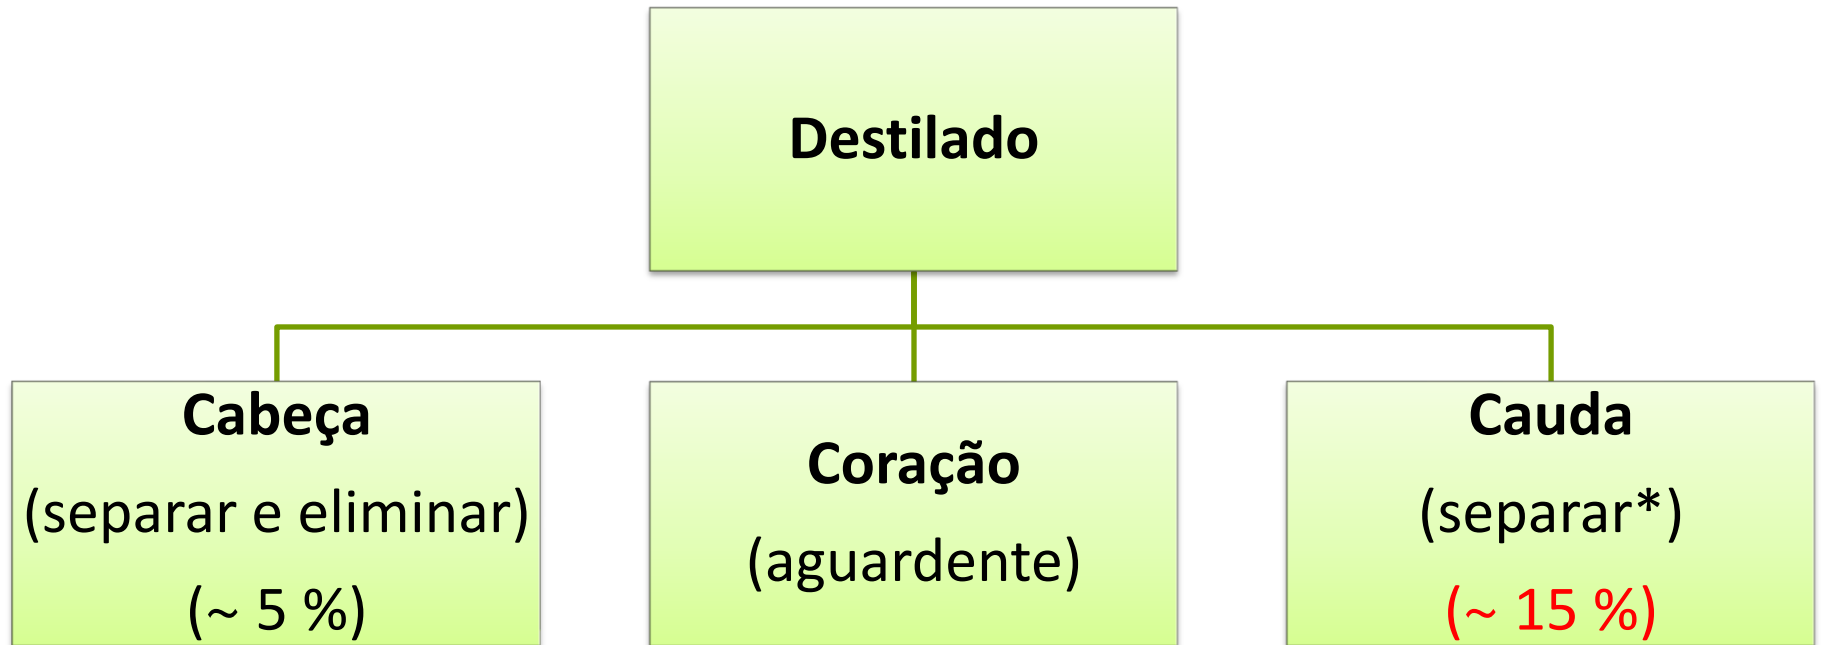 Destilado
Cabeça
(separar e eliminar)
(~ 5 %)
Coração
(aguardente)
Cauda
(separar*)
(~ 15 %)